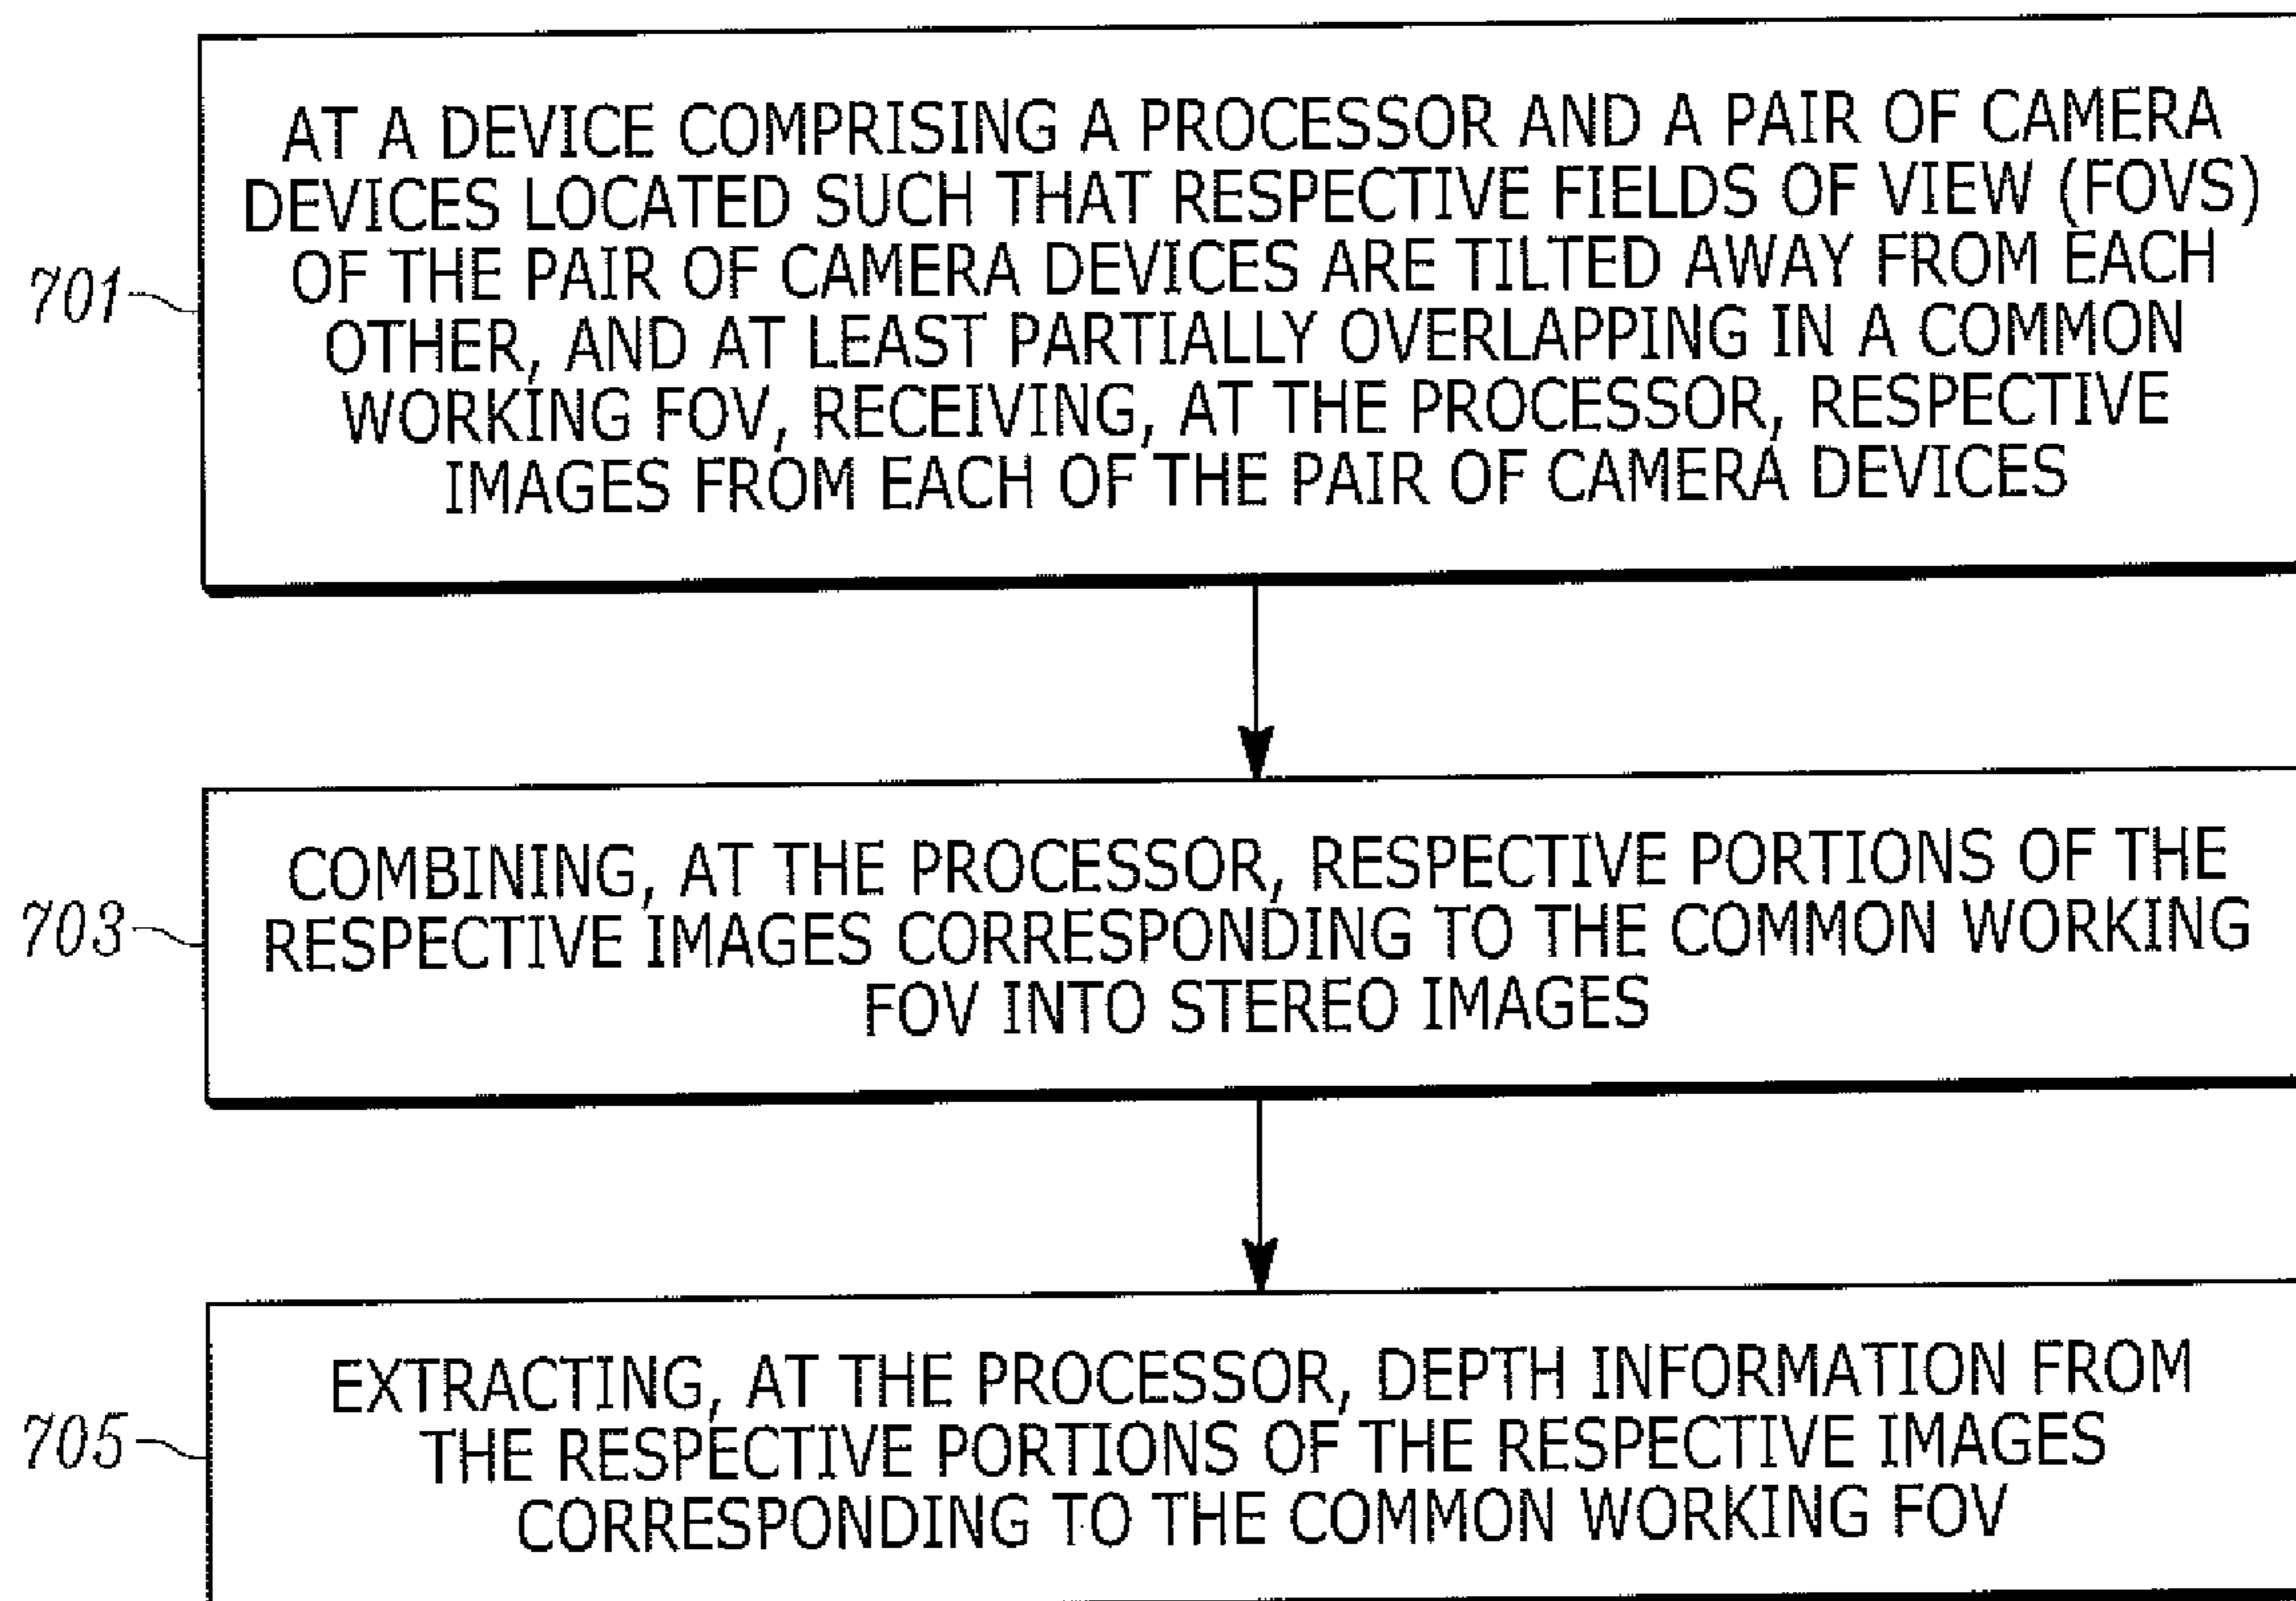 AT A DEVICE COMPRISING A PROCESSOR AND A PAIR OF CAMERA
DEVICES LOCATED SUCH THAT RESPECTIVE FIELDS OF VIEW (FOVS)
OF THE PAIR OF CAMERA DEVICES ARE TILTED AWAY FROM EACH
OTHER, AND AT LEAST PARTIALLY OVERLAPPING IN A COMMON
WORKING FOV, RECEIVING, AT THE PROCESSOR, RESPECTIVE
IMAGES FROM EACH OF THE PAIR OF CAMERA DEVICES
701
COMBINING, AT THE PROCESSOR, RESPECTIVE PORTIONS OF THE
RESPECTIVE IMAGES CORRESPONDING TO THE COMMON WORKING
FOV INTO STEREO IMAGES
703
EXTRACTING, AT THE PROCESSOR, DEPTH INFORMATION FROM
THE RESPECTIVE PORTIONS OF THE RESPECTIVE IMAGES
CORRESPONDING TO THE COMMON WORKING FOV
705